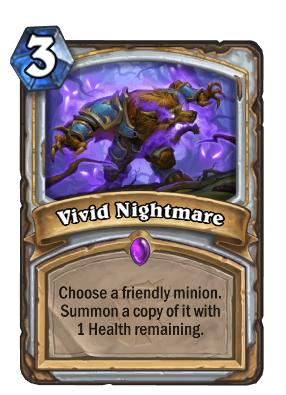 3
Vivid Nightmare
Choose a friendly minion.
Summon a copy of it with
1 Health remaining.